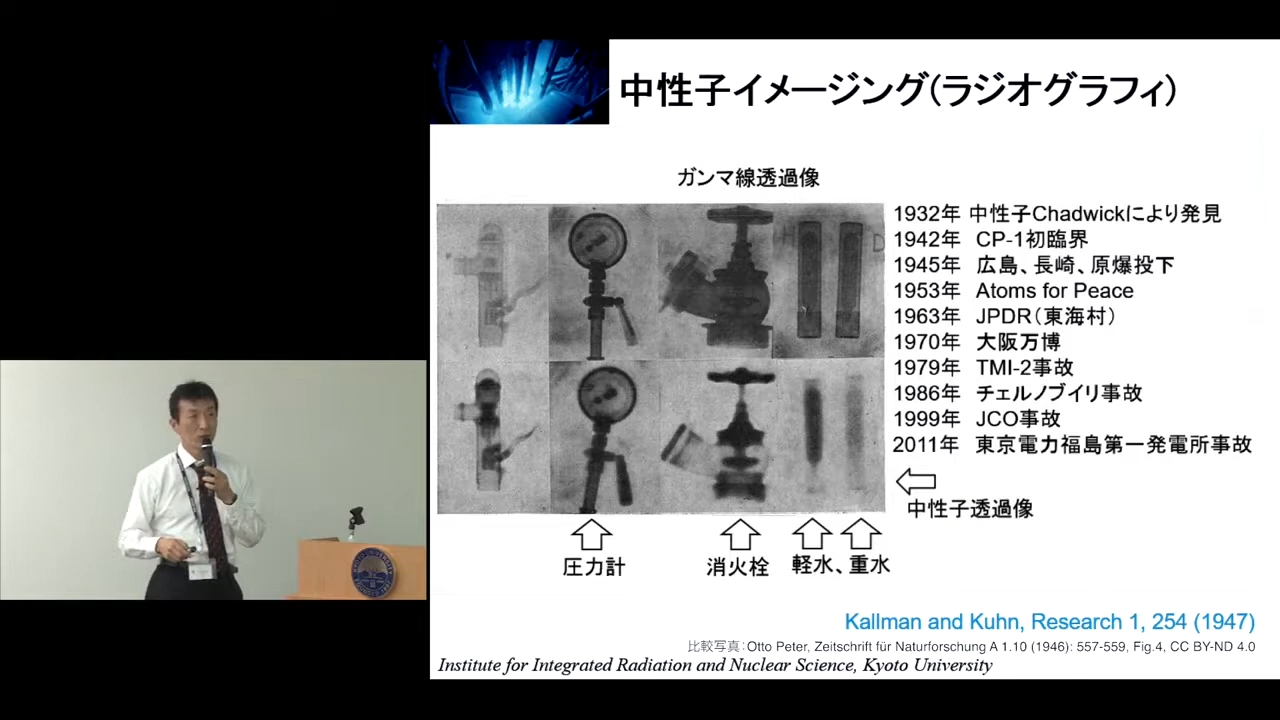 中性子イメージング(ラジオグラフィ)
ガンマ線透過像
1932年 中性子Chadwickにより発見
1942年 CP-1初臨界
1945年 広島、長崎、原爆投下
1953年 Atoms for Peace
1963年 JPDR(東海村)
1970年 大阪万博
1979年 TMI-2事故
1986年 チェルノブイリ事故
1999年 JCO事故
2011年 東京電力福島第一発電所事故
中性子透過像
圧力計
消火栓
軽水、重水
Kallman and Kuhn, Research 1, 254 (1947)
比較写真:Otto Peter, Zeitschrift für Naturforschung A 1.10 (1946): 557-559, Fig.4, CC BY-ND 4.0
Institute for Integrated Radiation and Nuclear Science, Kyoto University